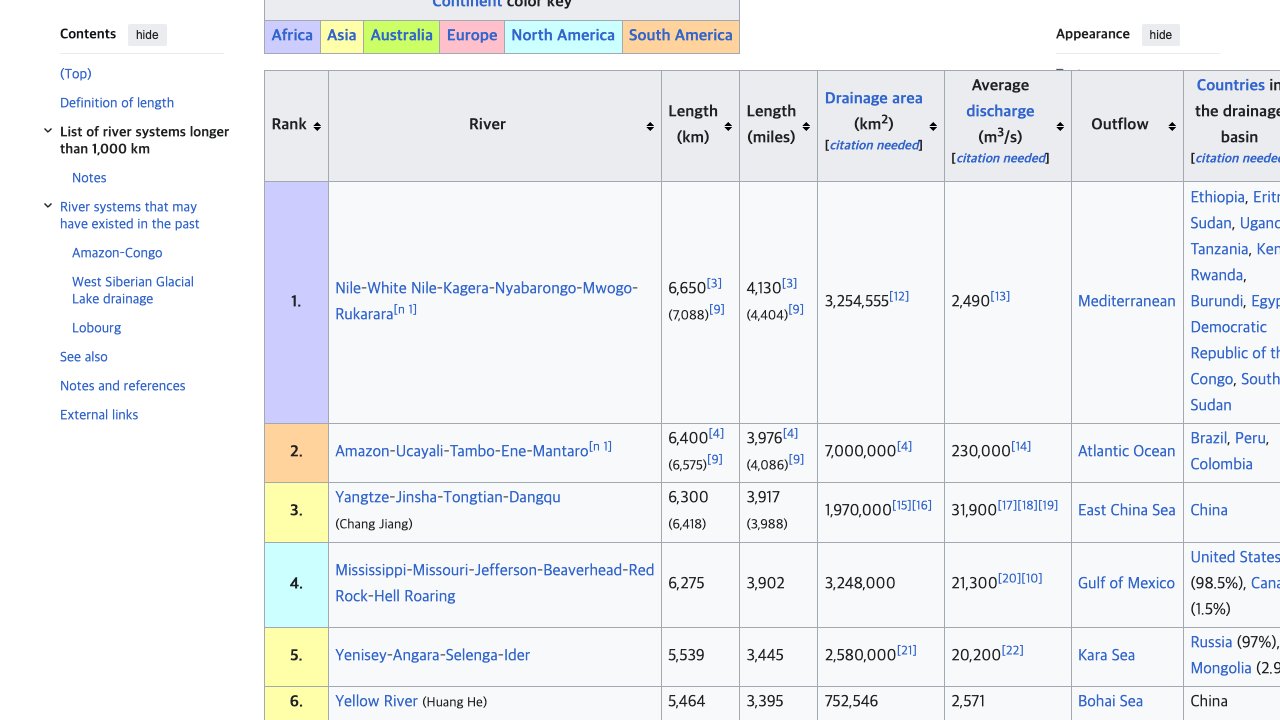 Continent color key
Contents
hide
Africa
Asia
Australia
Europe
North America
South America
Appearance
hide
(Top)
Definition of length
List of river systems longer
than 1,000 km
Notes
River systems that may
have existed in the past
Amazon-Congo
West Siberian Glacial
Lake drainage
Lobourg
See also
Notes and references
External links
Rank
River
Length
(km)
Length
(miles)
Drainage area
(km²)
[citation needed]
Average
discharge
(m³/s)
[citation needed]
Outflow
Countries in
the drainage
basin
[citation needed
1.
Nile-White Nile-Kagera-Nyabarongo-Mwogo-
Rukarara[n 1]
6,650[3]
(7,088)[9]
4,130[3]
(4,404)[9]
3,254,555[12]
2,490[13]
Mediterranean
Ethiopia, Eritr
Sudan, Ugand
Tanzania, Ken
Rwanda,
Burundi, Egyp
Democratic
Republic of th
Congo, South
Sudan
2.
Amazon-Ucayali-Tambo-Ene-Mantaro[n 1]
6,400[4]
(6,575)[9]
3,976[4]
(4,086)[9]
7,000,000[4]
230,000[14]
Atlantic Ocean
Brazil, Peru,
Colombia
3.
Yangtze-Jinsha-Tongtian-Dangqu
(Chang Jiang)
6,300
(6,418)
3,917
(3,988)
1,970,000[15][16]
31,900[17][18][19]
East China Sea
China
4.
Mississippi-Missouri-Jefferson-Beaverhead-Red
Rock-Hell Roaring
6,275
3,902
3,248,000
21,300[20][10]
Gulf of Mexico
United States
(98.5%), Cana
(1.5%)
5.
Yenisey-Angara-Selenga-Ider
5,539
3,445
2,580,000[21]
20,200[22]
Kara Sea
Russia (97%),
Mongolia (2.9
6.
Yellow River (Huang He)
5,464
3,395
752,546
2,571
Bohai Sea
China